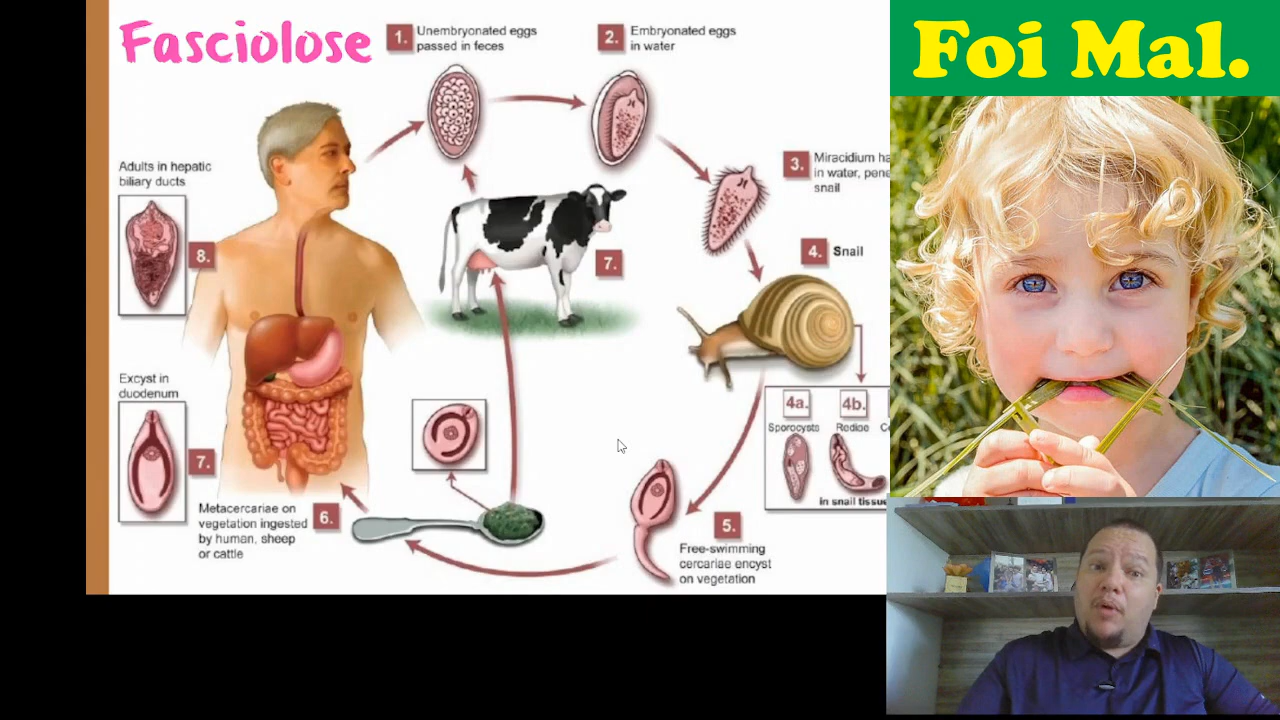 Fasciolose
1. Unembryonated eggs
passed in feces
2. Embryonated eggs
in water
3. Miracidium ha
in water, pene
snail
4. Snail
Adults in hepatic
biliary ducts
8.
7.
Excyst in
duodenum
7.
4a. 4b.
Sporocysts Rediae C
in snail tissue
Metacercariae on
vegetation ingested
by human, sheep
or cattle
6.
5.
Free-swimming
cercariae encyst
on vegetation
Foi Mal.